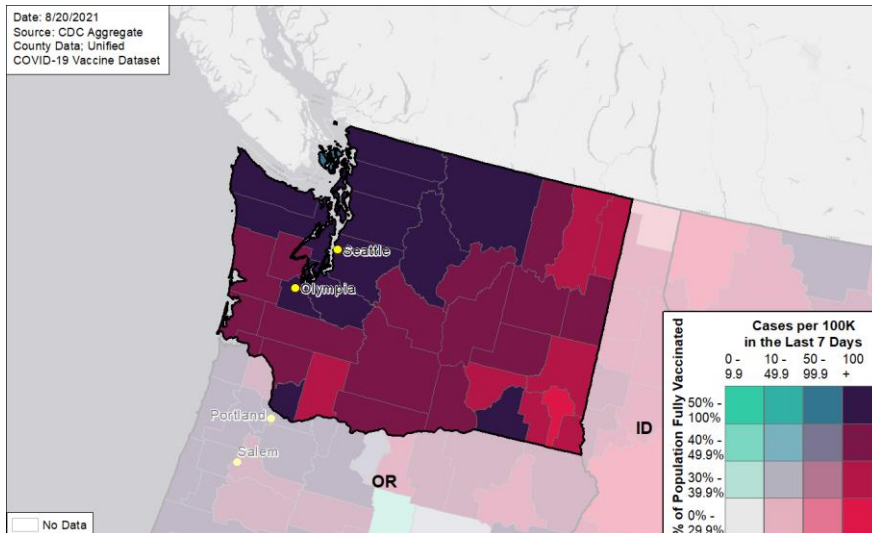 Date: 8/20/2021
Source: CDC Aggregate
County Data; Unified
COVID-19 Vaccine Dataset
Seattle
Olympia
Portland
Salem
OR
ID
No Data
Cases per 100K
in the Last 7 Days
0 - 10 - 50 - 100
9.9 49.9 99.9 +
% of Population Fully Vaccinated
50% -
100%
40% -
49.9%
30% -
39.9%
0% -
29.9%